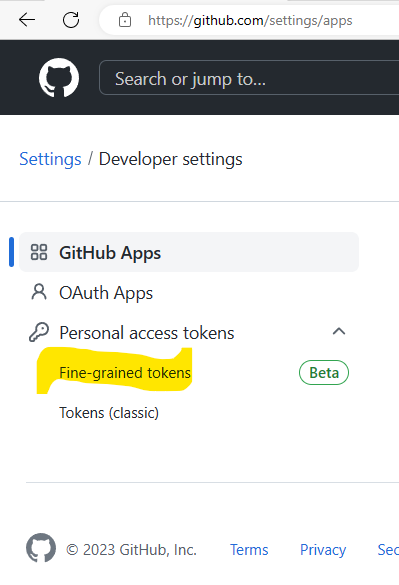 https://github.com/settings/apps
Search or jump to...
Settings / Developer settings
GitHub Apps
OAuth Apps
Personal access tokens
Fine-grained tokens Beta
Tokens (classic)
© 2023 GitHub, Inc. Terms Privacy Sec